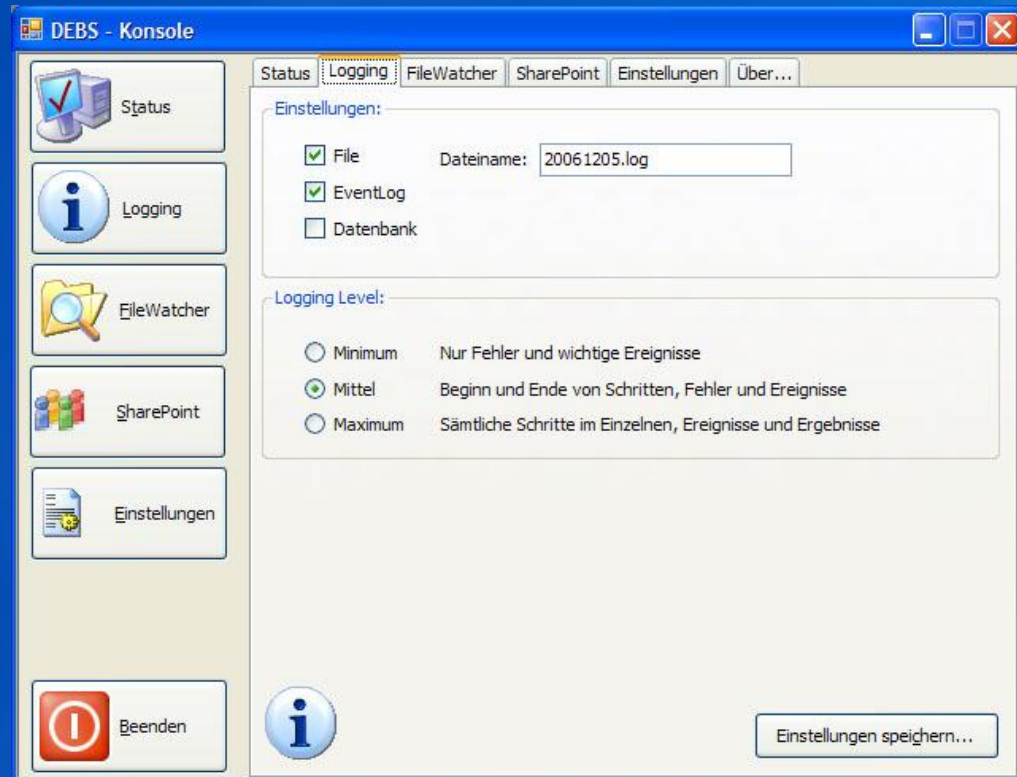 DEBS - Konsole
Status
Logging
FileWatcher
SharePoint
Einstellungen
Beenden
Status Logging FileWatcher SharePoint Einstellungen Über...
Einstellungen:
File Dateiname: 20061205.log
EventLog
Datenbank
Logging Level:
Minimum Nur Fehler und wichtige Ereignisse
Mittel Beginn und Ende von Schritten, Fehler und Ereignisse
Maximum Sämtliche Schritte im Einzelnen, Ereignisse und Ergebnisse
Einstellungen speichern...